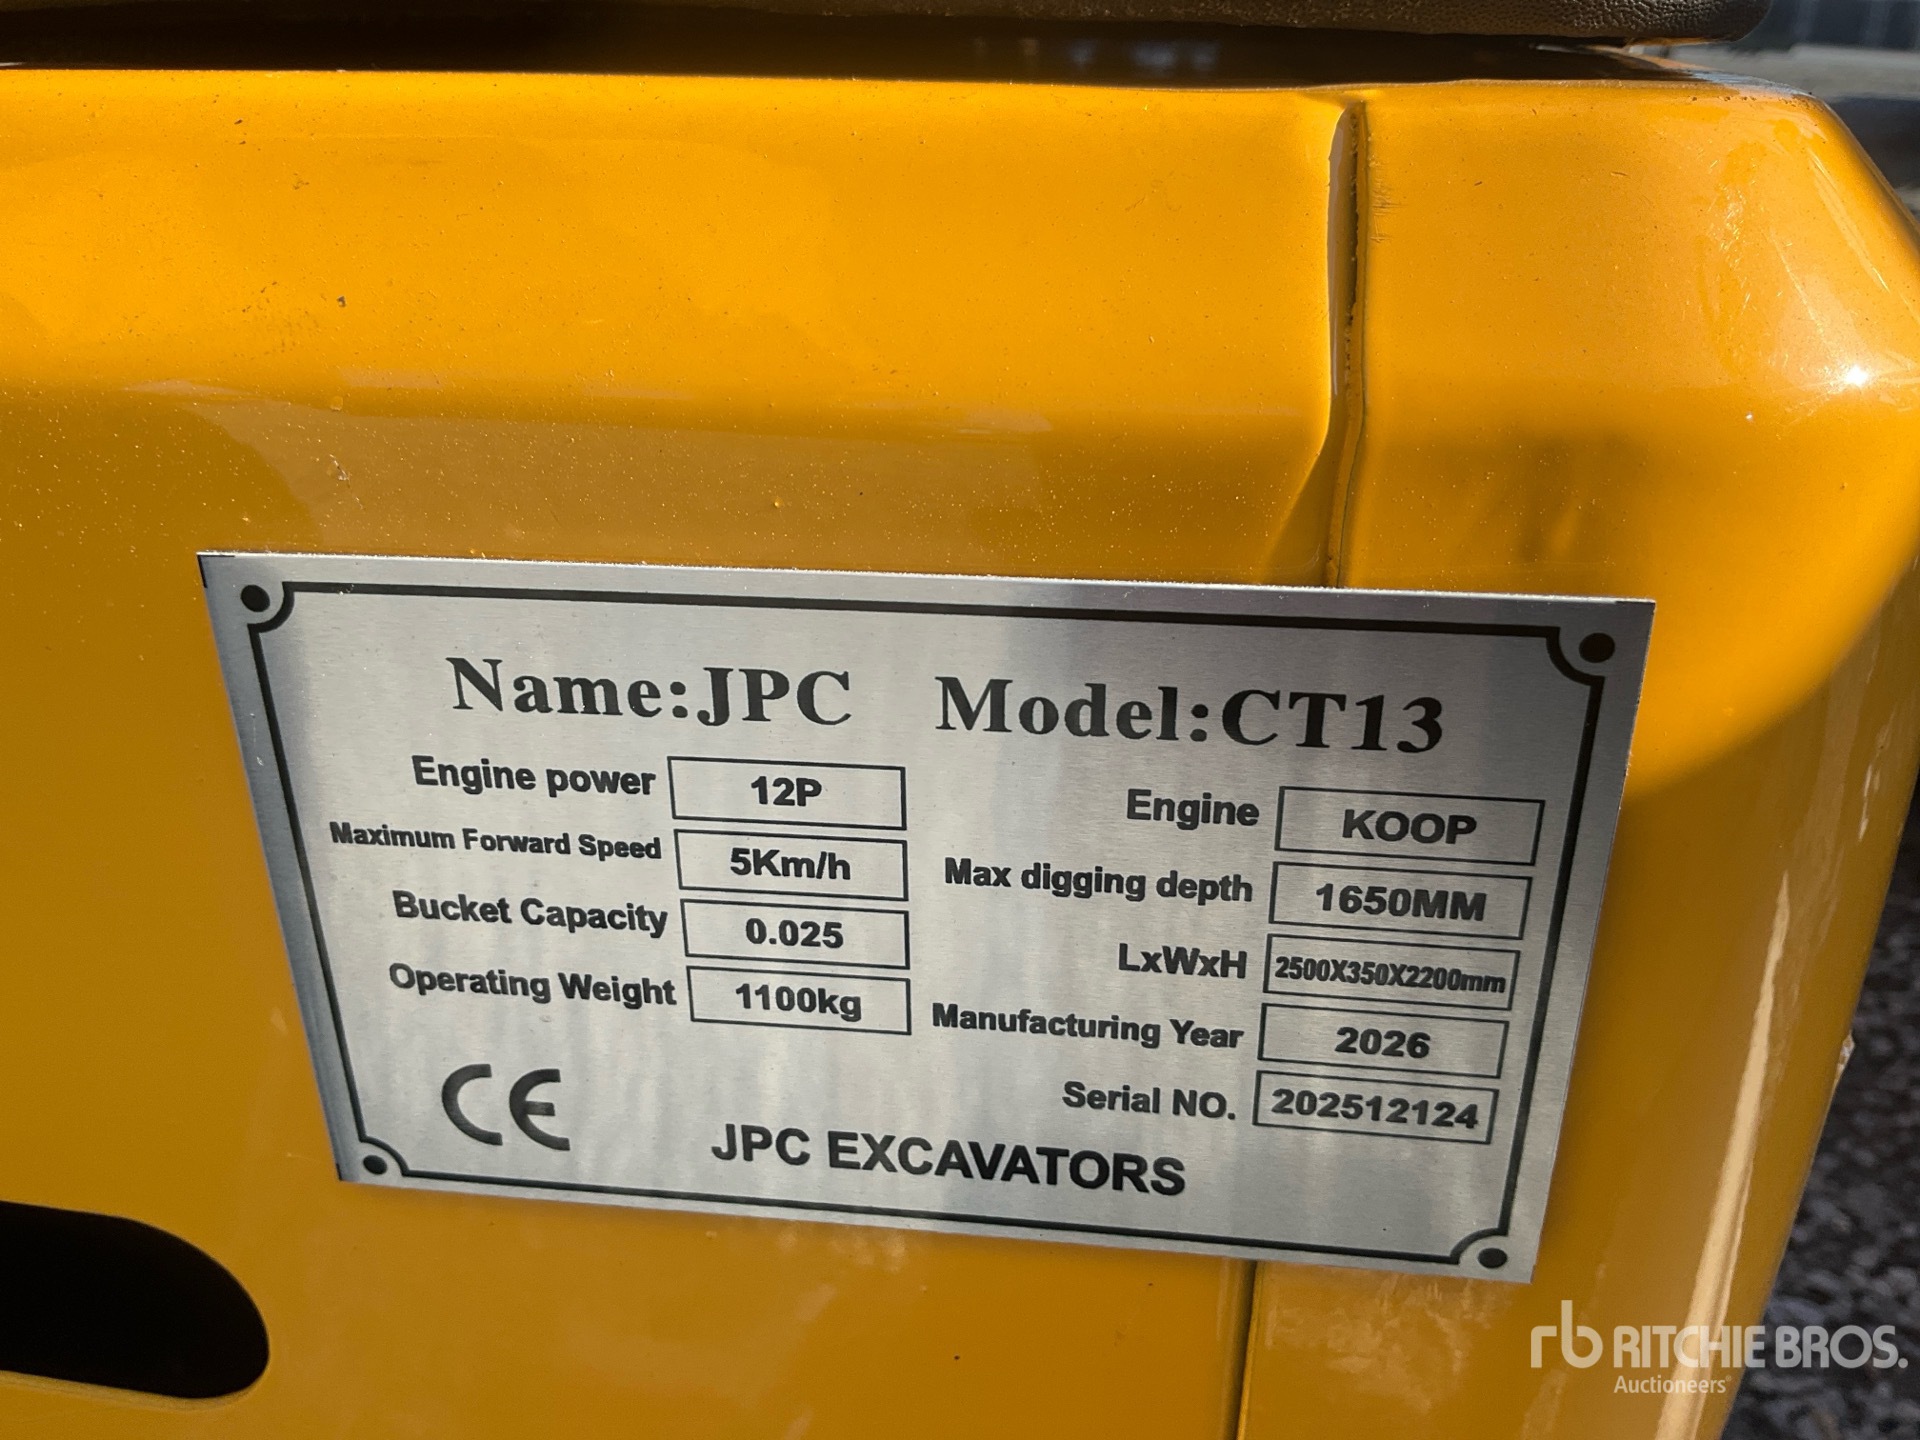 Name:JPC Model:CT13
Engine power 12P
Maximum Forward Speed 5Km/h
Bucket Capacity 0.025
Operating Weight 1100kg
Engine KOOP
Max digging depth 1650MM
LxWxH 2500X350X2200mm
Manufacturing Year 2026
Serial NO. 202512124
CE
JPC EXCAVATORS
rb RITCHIE BROS.
Auctioneers